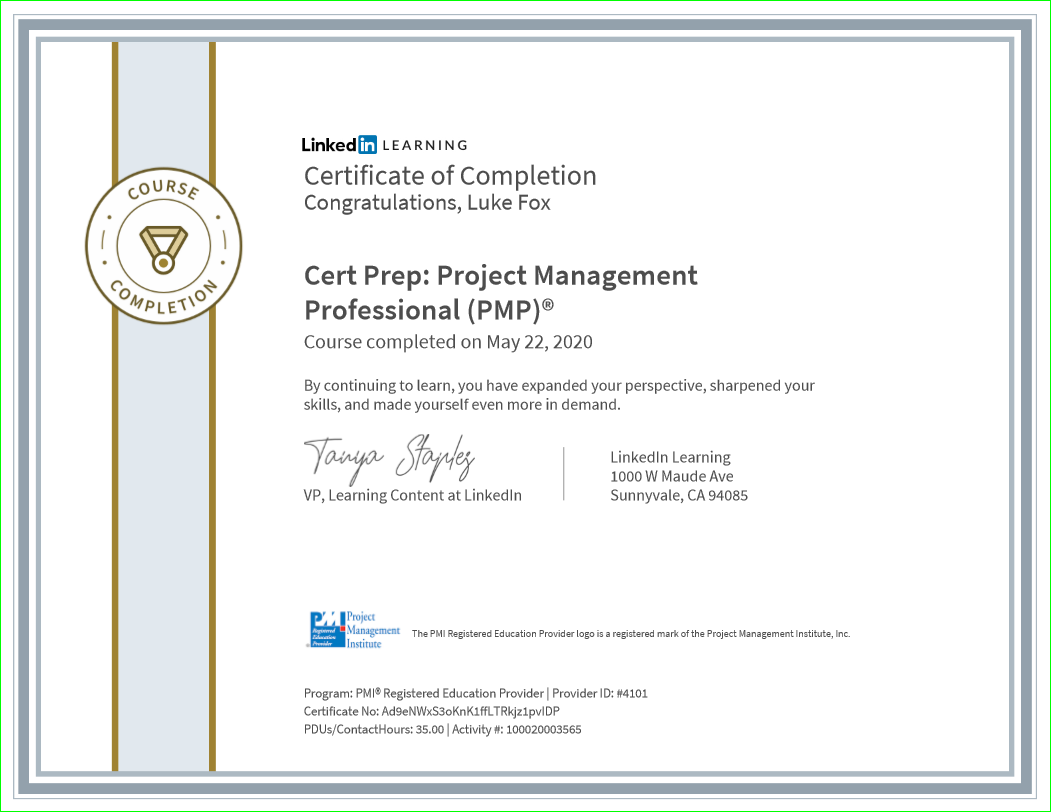 COURSE
COMPLETION
LinkedIn LEARNING
Certificate of Completion
Congratulations, Luke Fox
Cert Prep: Project Management
Professional (PMP)®
Course completed on May 22, 2020
By continuing to learn, you have expanded your perspective, sharpened your
skills, and made yourself even more in demand.
Tanya Staples
VP, Learning Content at LinkedIn
LinkedIn Learning
1000 W Maude Ave
Sunnyvale, CA 94085
PMI
Registered
Education
Provider
Project
Management
Institute
The PMI Registered Education Provider logo is a registered mark of the Project Management Institute, Inc.
Program: PMI® Registered Education Provider | Provider ID: #4101
Certificate No: Ad9eNWxS3oKnK1ffLTRkjz1pvIDP
PDUs/ContactHours: 35.00 | Activity #: 100020003565